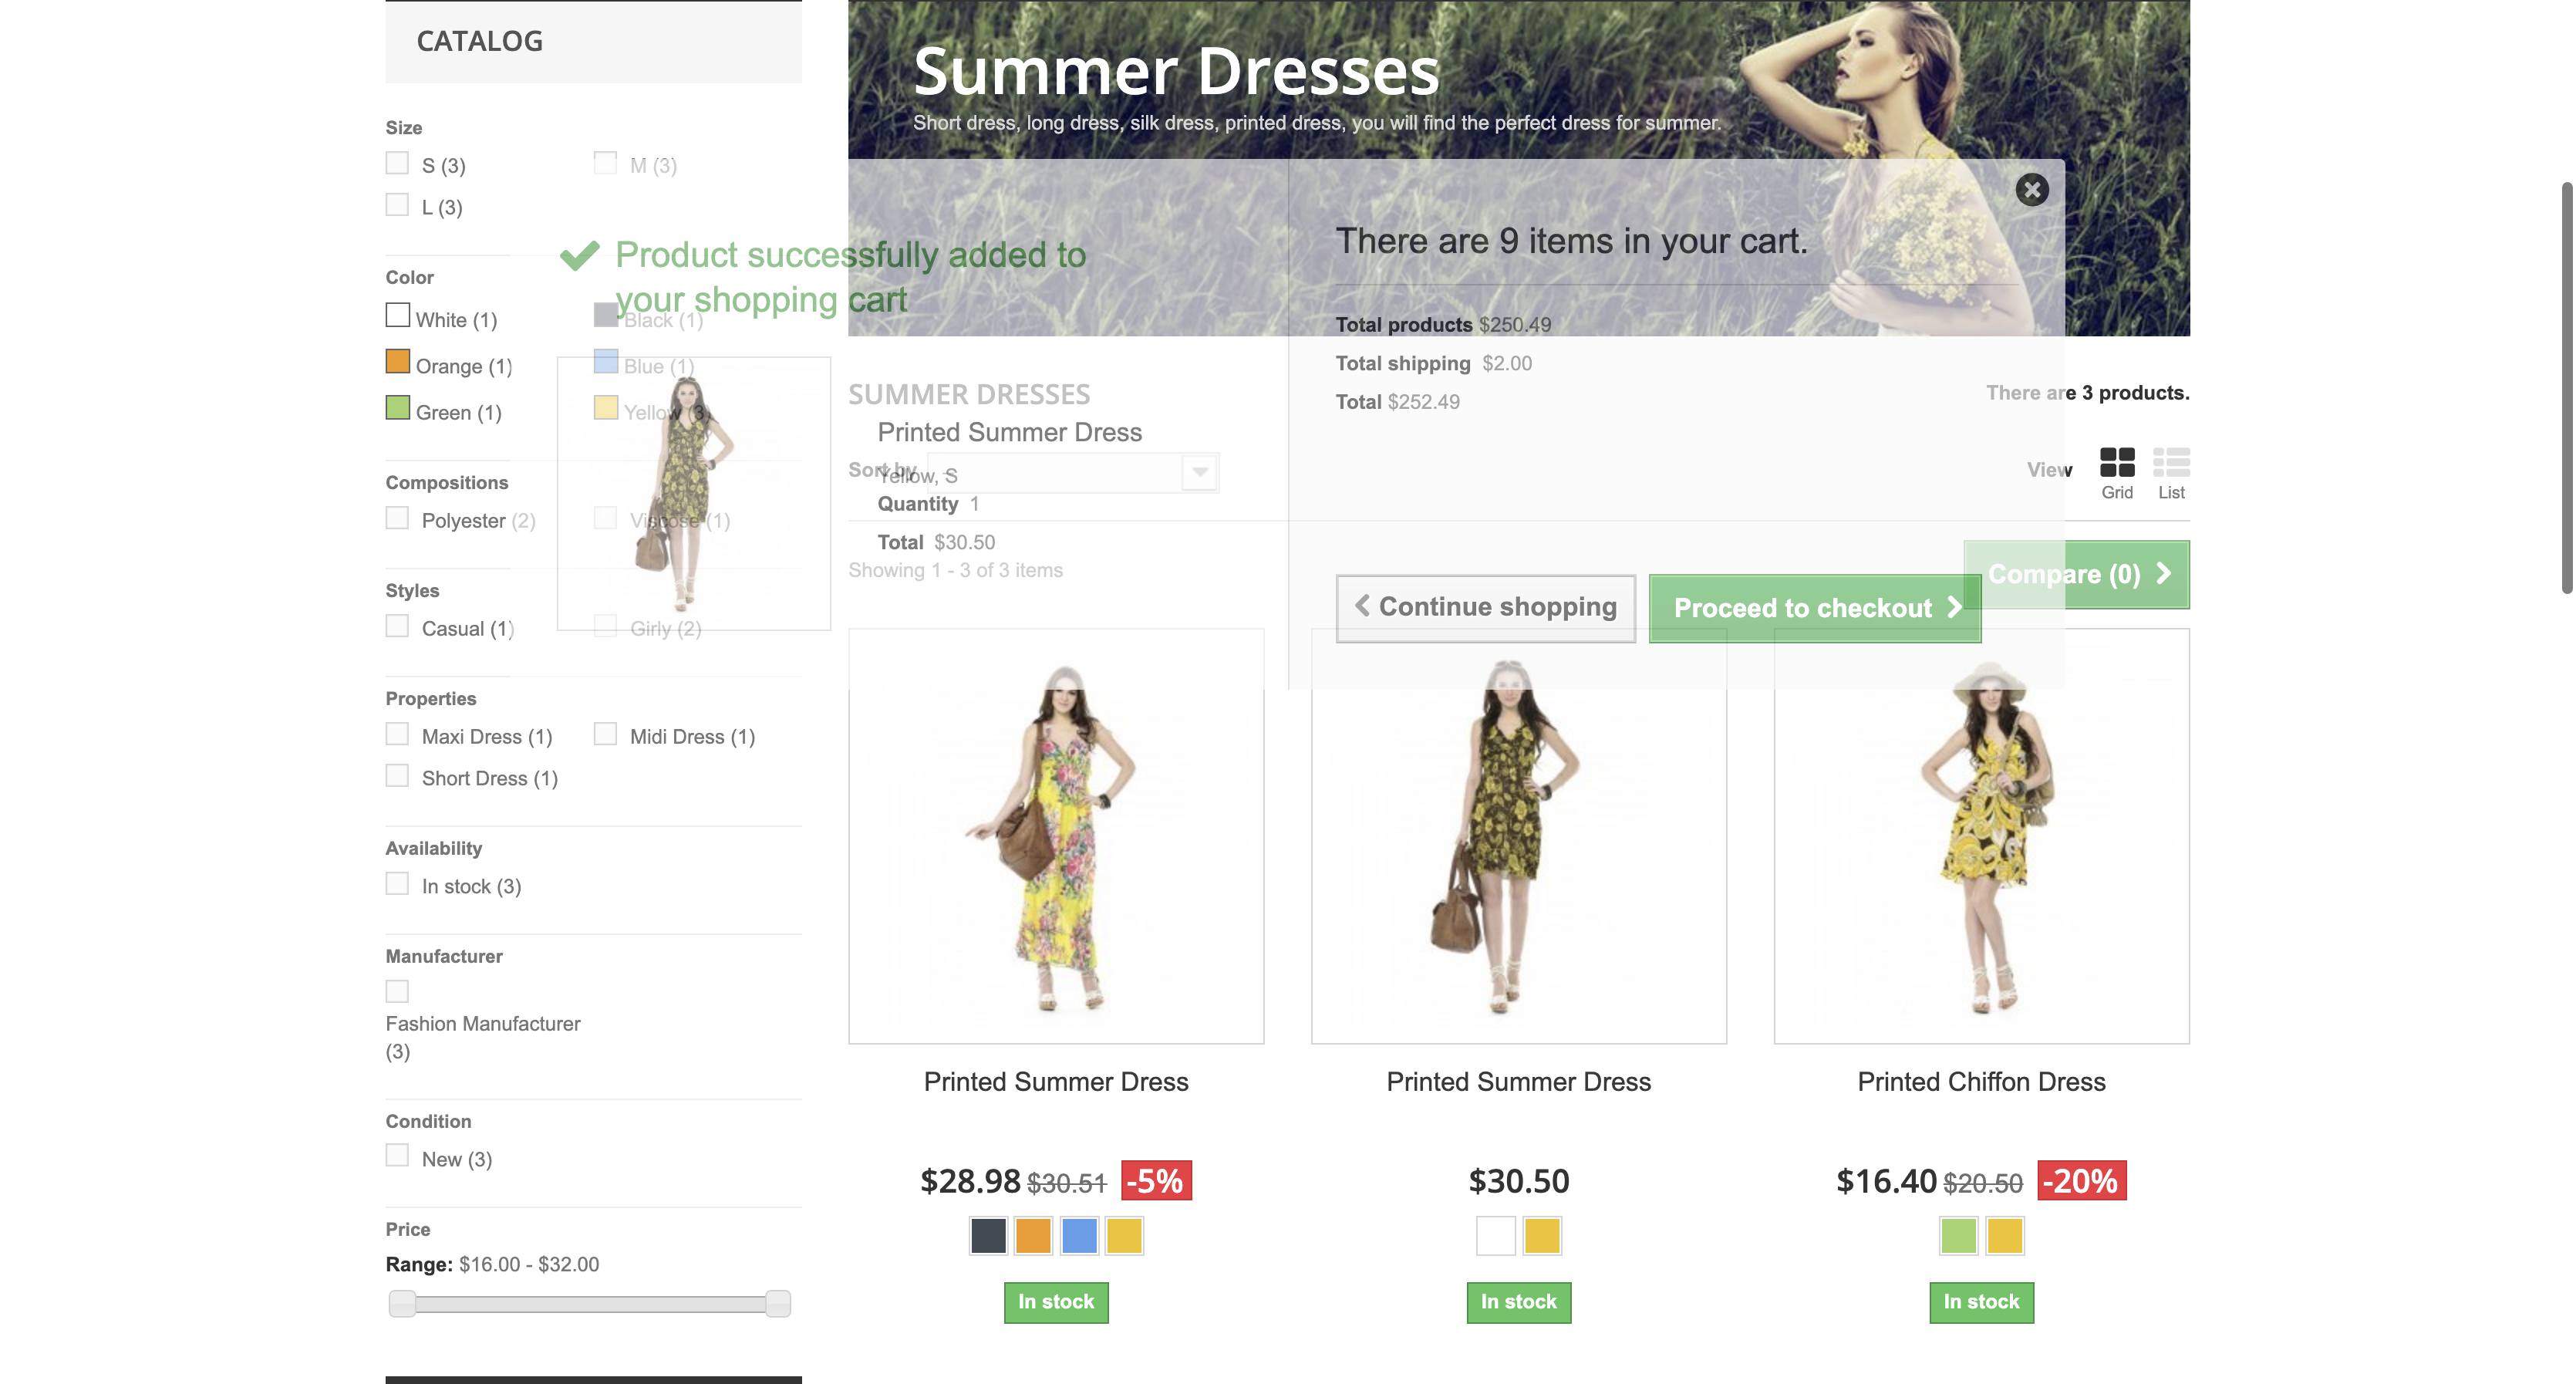 CATALOG
Size
S (3)
M (3)
L (3)
Color
White (1)
Black (1)
Orange (1)
Blue (1)
Green (1)
Yellow (3)
Compositions
Polyester (2)
Viscose (1)
Styles
Casual (1)
Girly (2)
Properties
Maxi Dress (1)
Midi Dress (1)
Short Dress (1)
Availability
In stock (3)
Manufacturer
Fashion Manufacturer
(3)
Condition
New (3)
Price
Range: $16.00 - $32.00
Summer Dresses
Short dress, long dress, silk dress, printed dress, you will find the perfect dress for summer.
Product successfully added to
your shopping cart
Printed Summer Dress
Yellow, S
Quantity 1
Total $30.50
There are 9 items in your cart.
Total products $250.49
Total shipping $2.00
Total $252.49
Continue shopping
Proceed to checkout
SUMMER DRESSES
There are 3 products.
Sort by
View
Grid
List
Showing 1 - 3 of 3 items
Compare (0)
Printed Summer Dress
$28.98 $30.51 -5%
In stock
Printed Summer Dress
$30.50
In stock
Printed Chiffon Dress
$16.40 $20.50 -20%
In stock